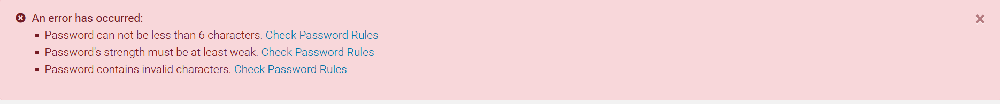 An error has occurred:
Password can not be less than 6 characters. Check Password Rules
Password's strength must be at least weak. Check Password Rules
Password contains invalid characters. Check Password Rules